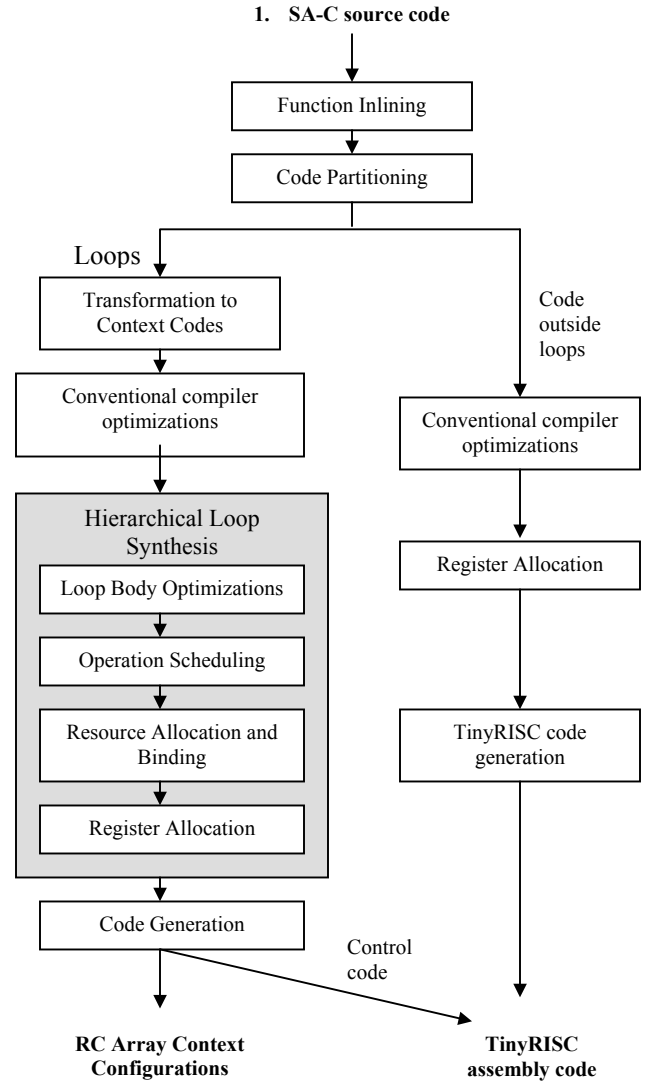 1. SA-C source code
Function Inlining
Code Partitioning
Loops
Transformation to
Context Codes
Conventional compiler
optimizations
Hierarchical Loop
Synthesis
Loop Body Optimizations
Operation Scheduling
Resource Allocation and
Binding
Register Allocation
Code Generation
RC Array Context
Configurations
Code
outside
loops
Conventional compiler
optimizations
Register Allocation
TinyRISC code
generation
Control
code
TinyRISC
assembly code